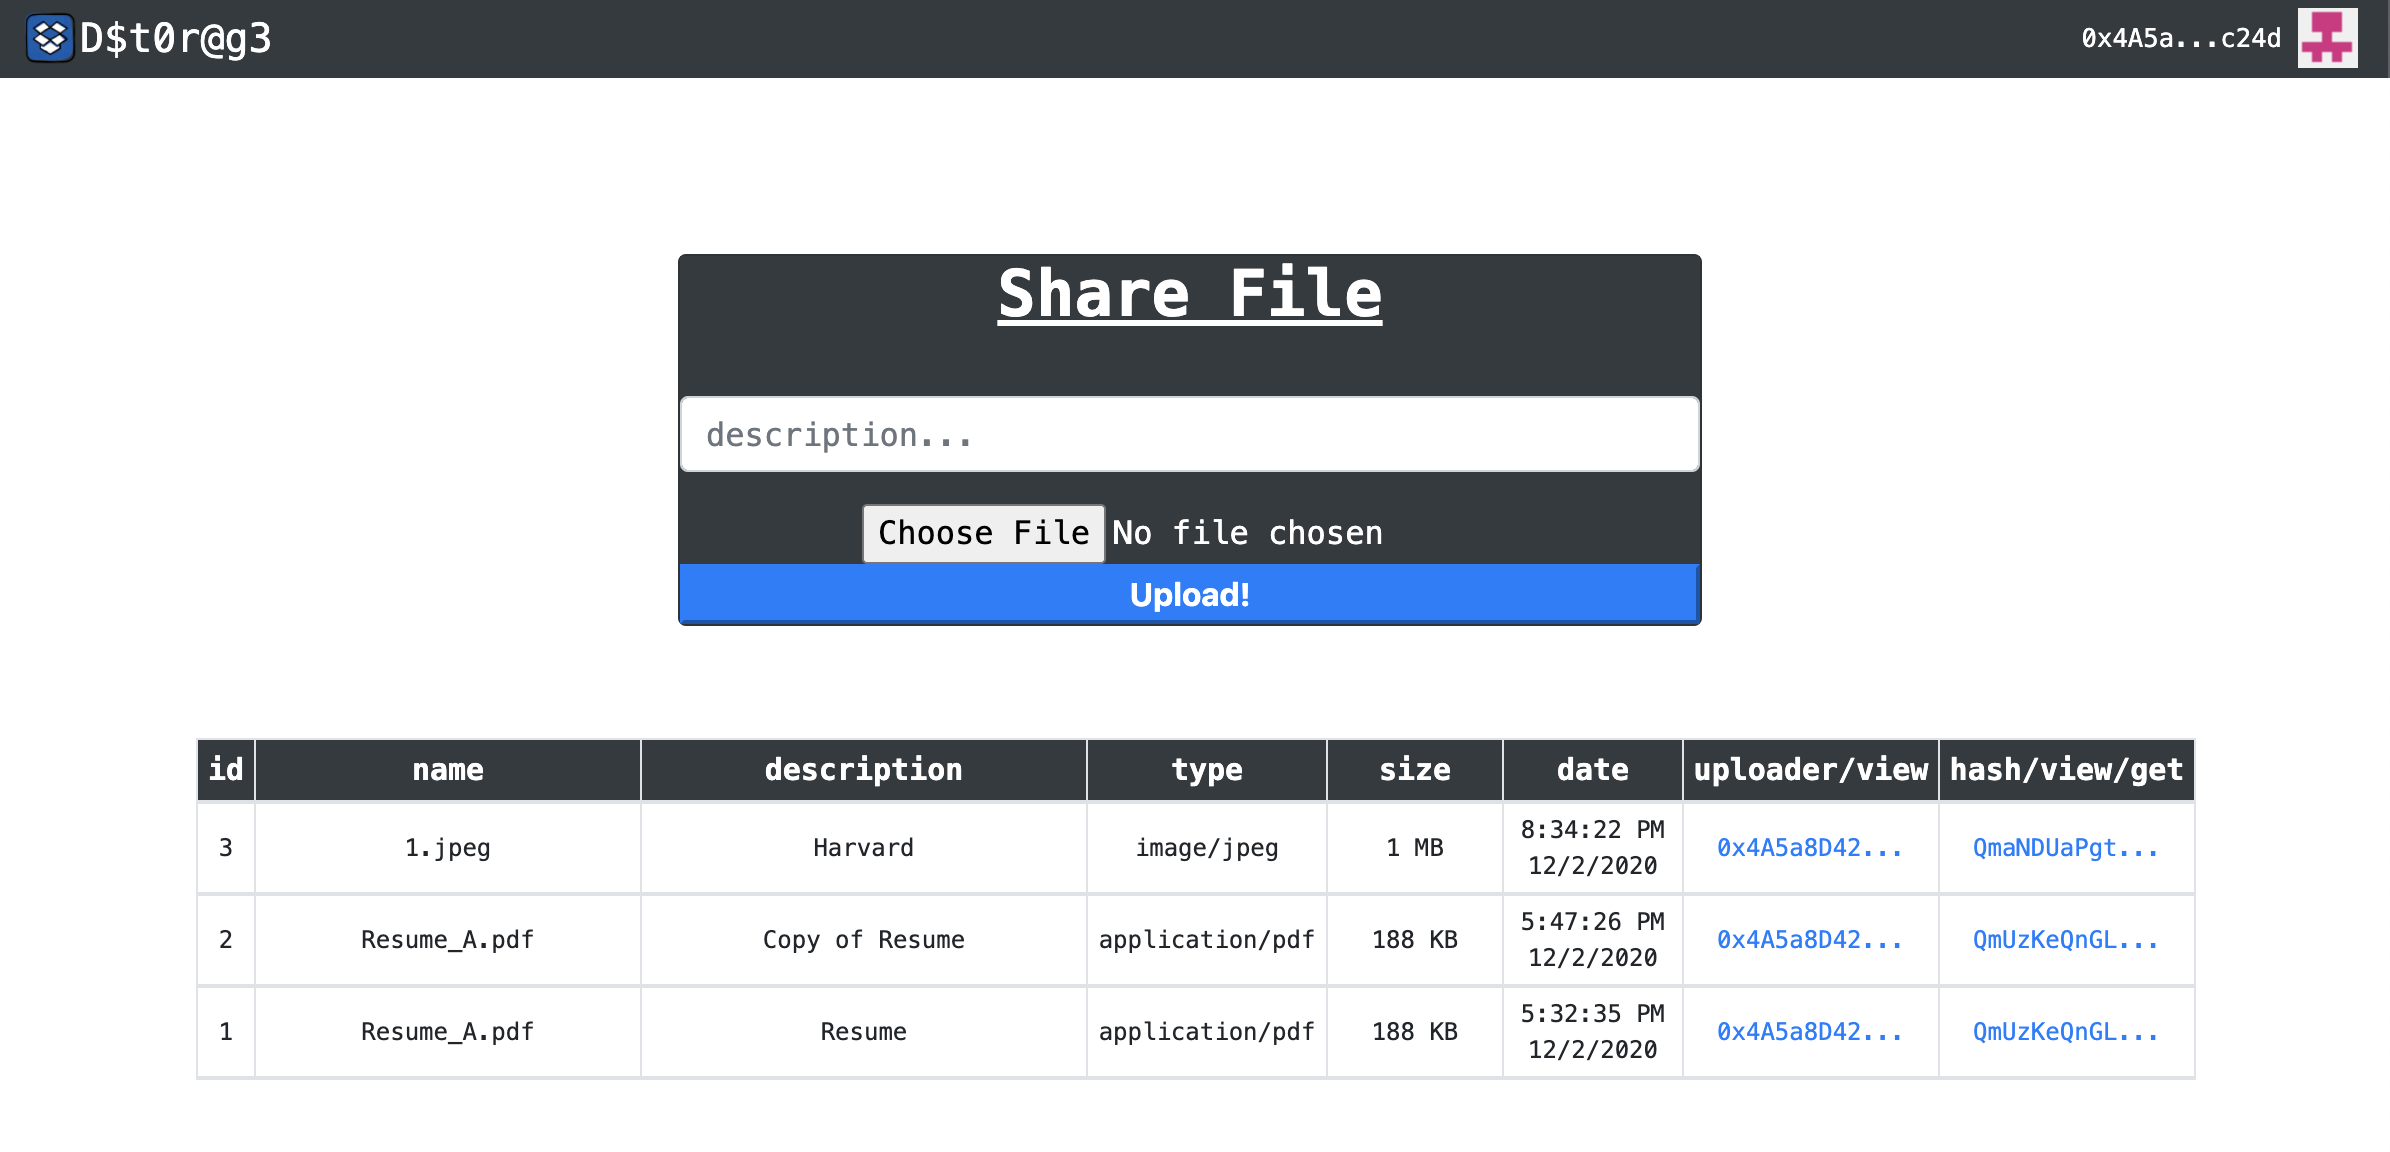 D$t0r@g3
0x4A5a...c24d
Share File
description...
Choose File No file chosen
Upload!
id name description type size date uploader/view hash/view/get
3 1.jpeg Harvard image/jpeg 1 MB 8:34:22 PM 12/2/2020 0x4A5a8D42... QmaNDUaPgt...
2 Resume_A.pdf Copy of Resume application/pdf 188 KB 5:47:26 PM 12/2/2020 0x4A5a8D42... QmUzKeQnGL...
1 Resume_A.pdf Resume application/pdf 188 KB 5:32:35 PM 12/2/2020 0x4A5a8D42... QmUzKeQnGL...